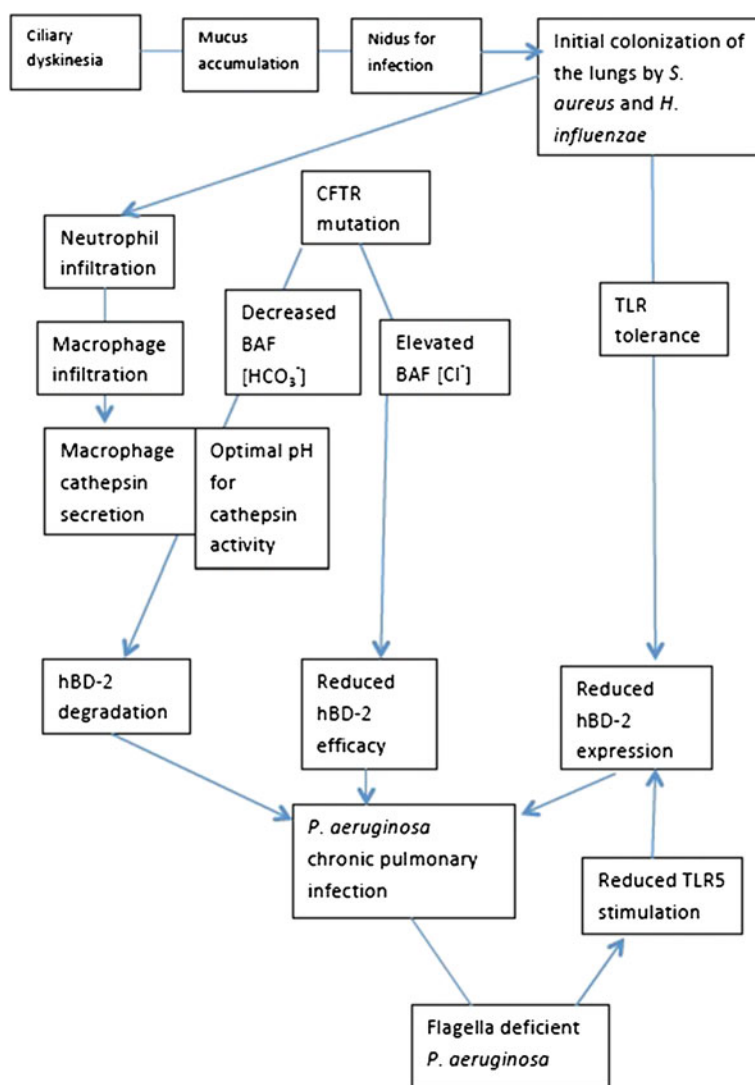 Ciliary
dyskinesia
Mucus
accumulation
Nidus for
infection
Initial colonization of
the lungs by S.
aureus and H.
influenzae
CFTR
mutation
Neutrophil
infiltration
Decreased
BAF
[HCO₃⁻]
Elevated
BAF [Cl⁻]
TLR
tolerance
Macrophage
infiltration
Macrophage
cathepsin
secretion
Optimal pH
for
cathepsin
activity
hBD-2
degradation
Reduced
hBD-2
efficacy
Reduced
hBD-2
expression
P. aeruginosa
chronic pulmonary
infection
Reduced TLR5
stimulation
Flagella deficient
P. aeruginosa